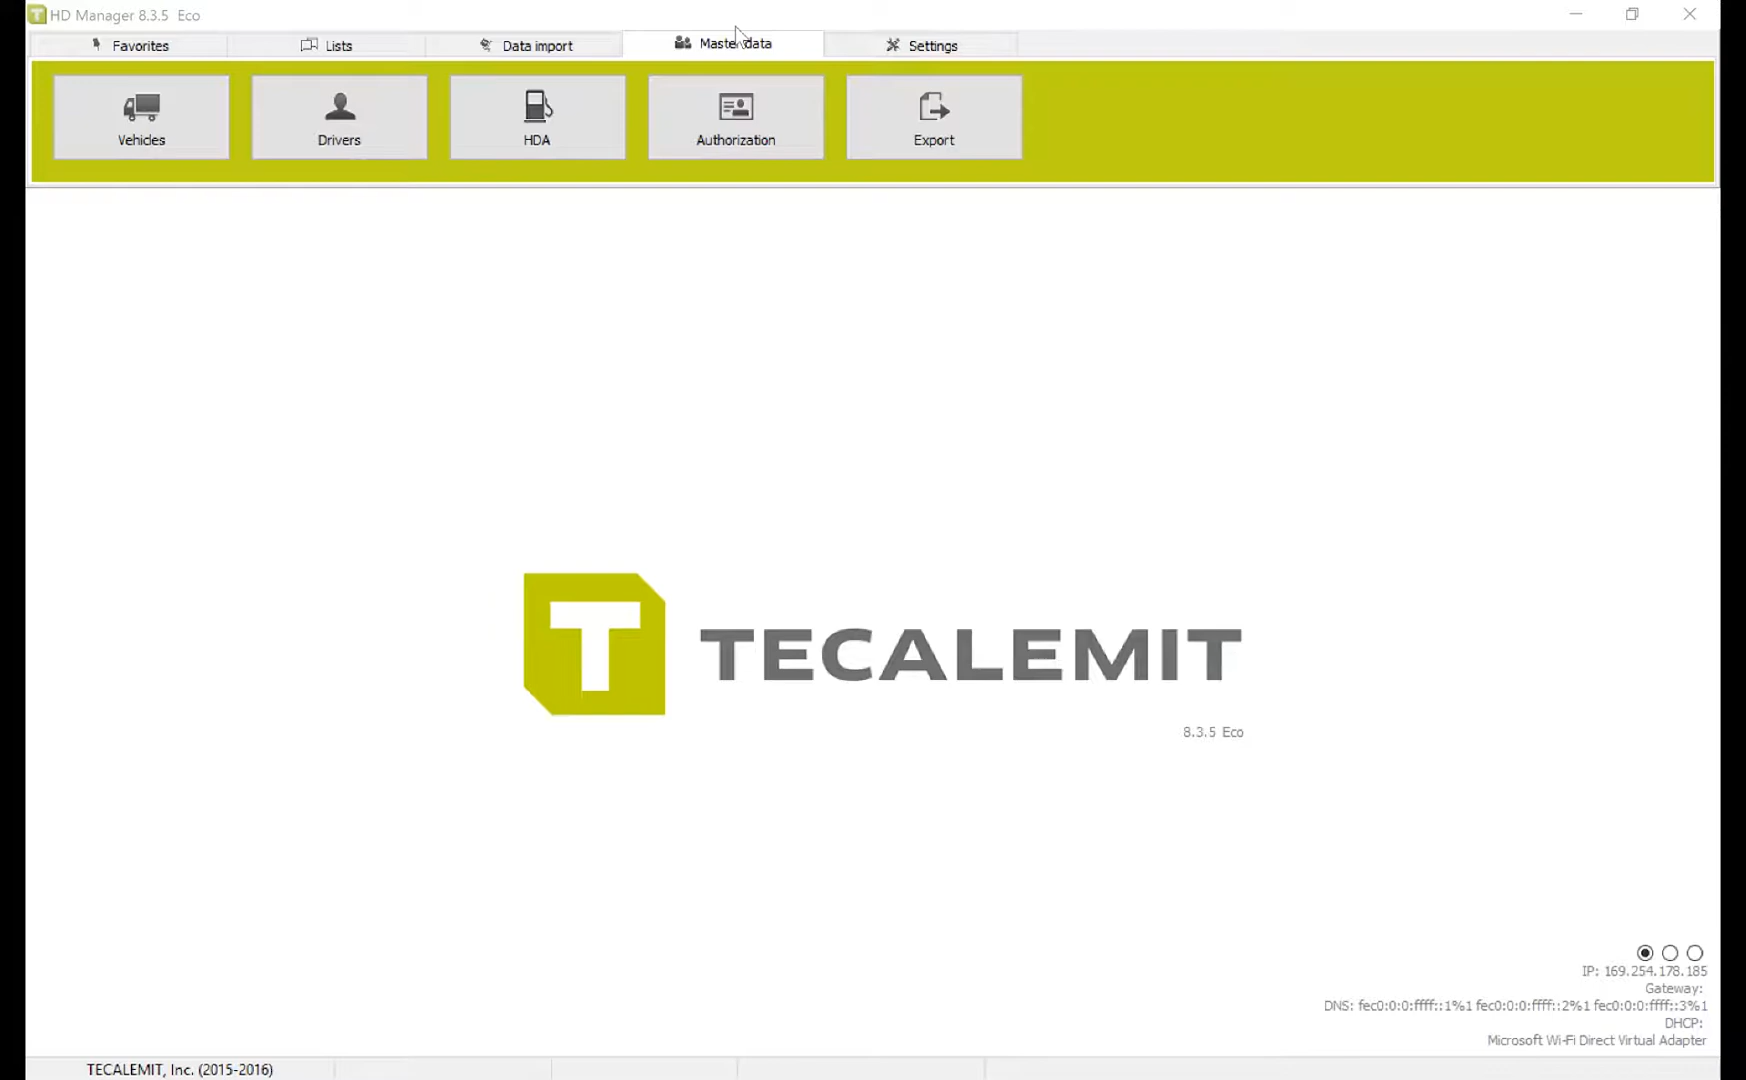 HD Manager 8.3.5 Eco
Favorites Lists Data import Master data Settings
Vehicles Drivers HDA Authorization Export
T TECALEMIT
8.3.5 Eco
IP: 169.254.178.185
Gateway:
DNS: fec0:0:0:ffff::1%1 fec0:0:0:ffff::2%1 fec0:0:0:ffff::3%1
DHCP:
Microsoft Wi-Fi Direct Virtual Adapter
TECALEMIT, Inc. (2015-2016)